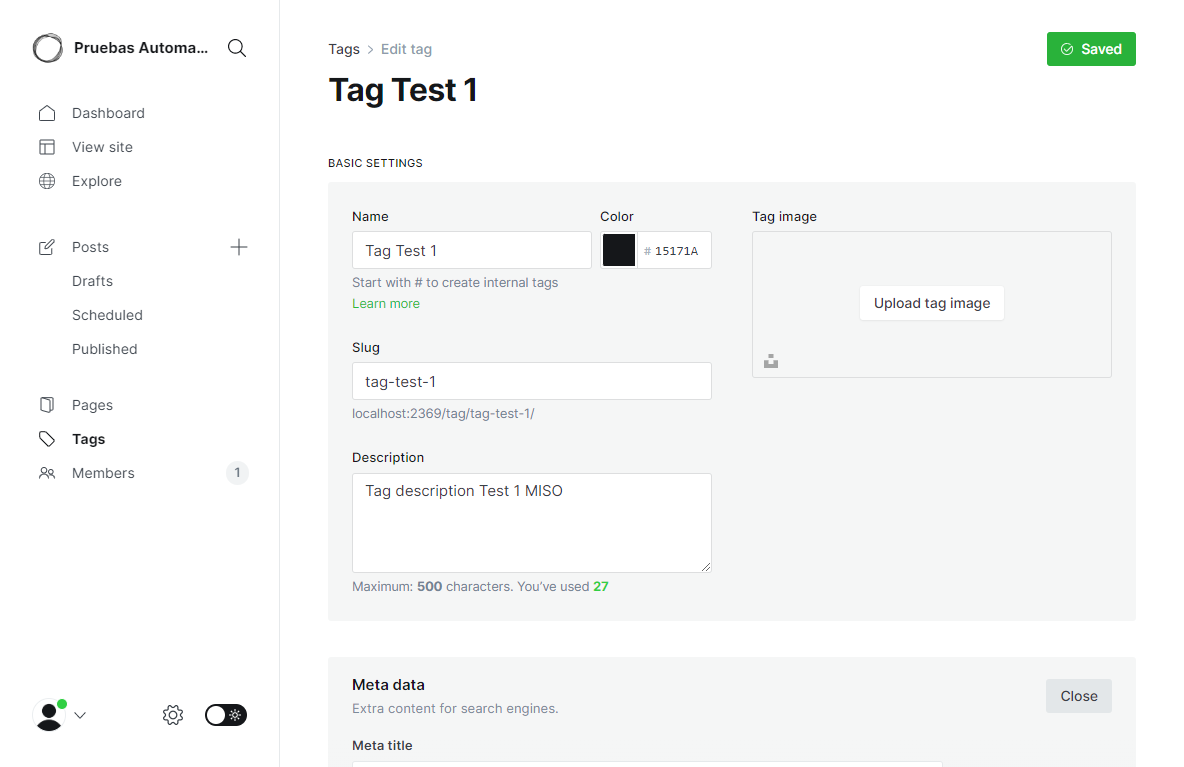 Pruebas Automa...
Dashboard
View site
Explore
Posts
Drafts
Scheduled
Published
Pages
Tags
Members 1
Tags > Edit tag
Saved
Tag Test 1
BASIC SETTINGS
Name
Tag Test 1
Start with # to create internal tags
Learn more
Color
# 15171A
Slug
tag-test-1
localhost:2369/tag/tag-test-1/
Description
Tag description Test 1 MISO
Maximum: 500 characters. You’ve used 27
Tag image
Upload tag image
Meta data
Extra content for search engines.
Close
Meta title